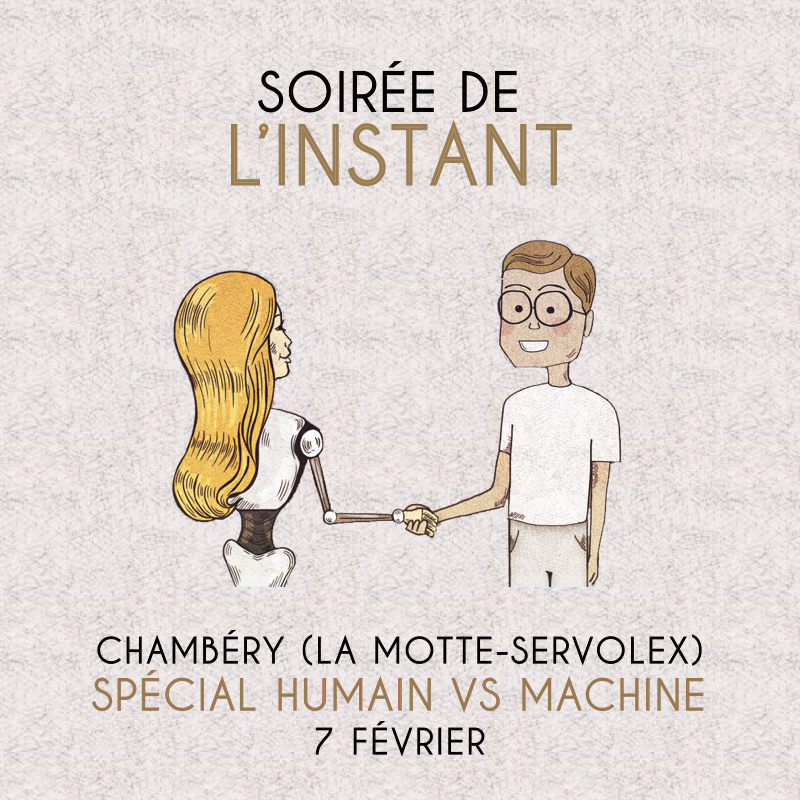 SOIRÉE DE
L'INSTANT
CHAMBÉRY (LA MOTTE-SERVOLEX)
SPÉCIAL HUMAIN VS MACHINE
7 FÉVRIER